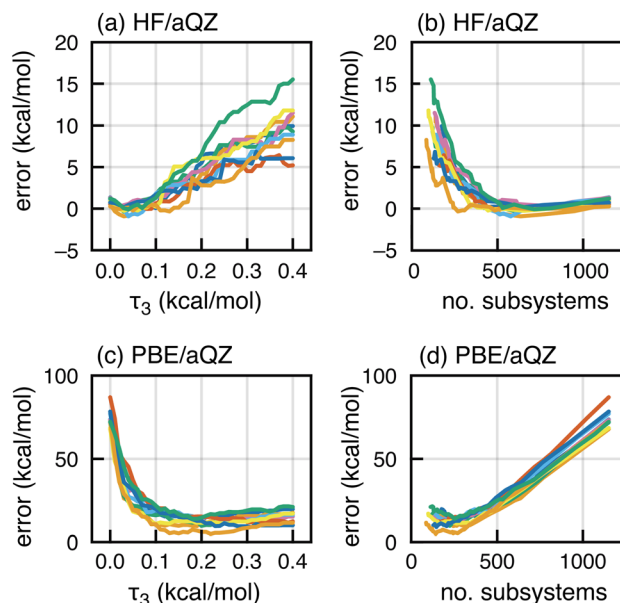 (a) HF/aQZ
(b) HF/aQZ
error (kcal/mol)
20
15
10
5
0
−5
0.0 0.1 0.2 0.3 0.4
τ₃ (kcal/mol)
error (kcal/mol)
20
15
10
5
0
−5
0 500 1000
no. subsystems
(c) PBE/aQZ
(d) PBE/aQZ
error (kcal/mol)
100
50
0
0.0 0.1 0.2 0.3 0.4
τ₃ (kcal/mol)
error (kcal/mol)
100
50
0
0 500 1000
no. subsystems